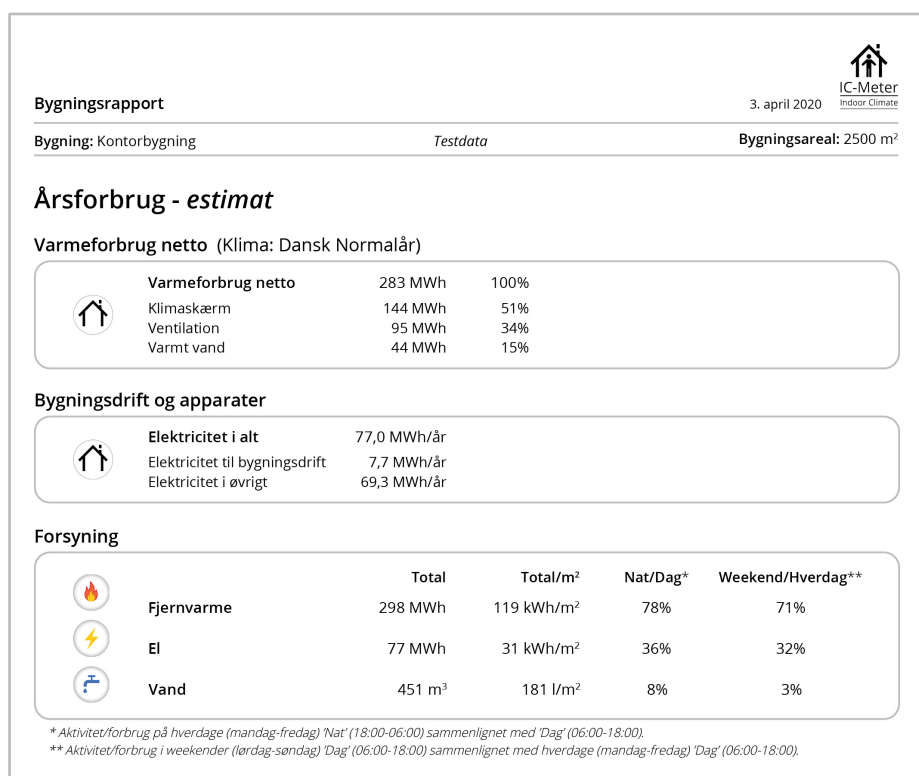 IC-Meter
Indoor Climate
Bygningsrapport 3. april 2020
Bygning: Kontorbygning Testdata Bygningsareal: 2500 m²
Årsforbrug - estimat
Varmeforbrug netto (Klima: Dansk Normalår)
Varmeforbrug netto 283 MWh 100%
Klimaskærm 144 MWh 51%
Ventilation 95 MWh 34%
Varmt vand 44 MWh 15%
Bygningsdrift og apparater
Elektricitet i alt 77,0 MWh/år
Elektricitet til bygningsdrift 7,7 MWh/år
Elektricitet i øvrigt 69,3 MWh/år
Forsyning
Total Total/m² Nat/Dag* Weekend/Hverdag**
Fjernvarme 298 MWh 119 kWh/m² 78% 71%
El 77 MWh 31 kWh/m² 36% 32%
Vand 451 m³ 181 l/m² 8% 3%
* Aktivitet/forbrug på hverdage (mandag-fredag) 'Nat' (18:00-06:00) sammenlignet med 'Dag' (06:00-18:00).
** Aktivitet/forbrug i weekender (lørdag-søndag) 'Dag' (06:00-18:00) sammenlignet med hverdage (mandag-fredag) 'Dag' (06:00-18:00).